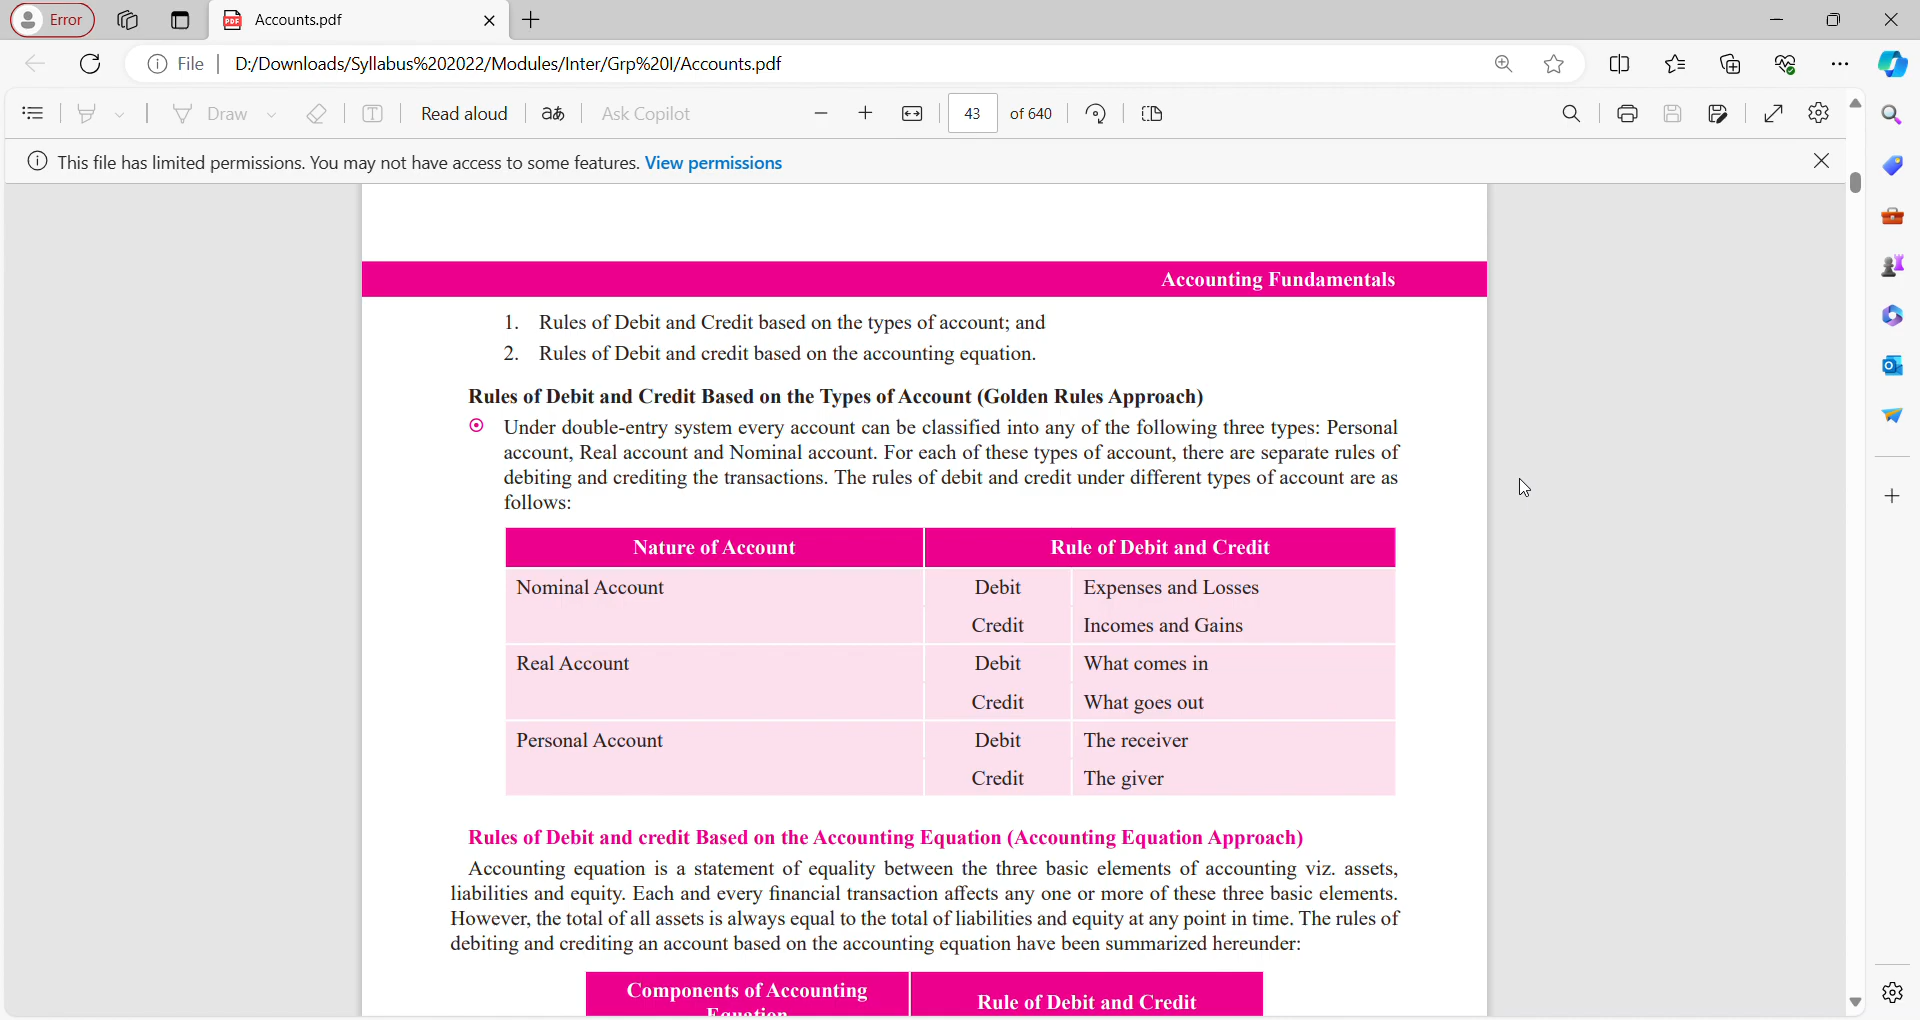 Error
Accounts.pdf
File
D:/Downloads/Syllabus%202022/Modules/Inter/Grp%20I/Accounts.pdf
Draw
Read aloud
aあ
Ask Copilot
43
of 640
This file has limited permissions. You may not have access to some features. View permissions
Accounting Fundamentals
1. Rules of Debit and Credit based on the types of account; and
2. Rules of Debit and credit based on the accounting equation.
Rules of Debit and Credit Based on the Types of Account (Golden Rules Approach)
Under double-entry system every account can be classified into any of the following three types: Personal
account, Real account and Nominal account. For each of these types of account, there are separate rules of
debiting and crediting the transactions. The rules of debit and credit under different types of account are as
follows:
Nature of Account
Rule of Debit and Credit
Nominal Account
Debit
Expenses and Losses
Credit
Incomes and Gains
Real Account
Debit
What comes in
Credit
What goes out
Personal Account
Debit
The receiver
Credit
The giver
Rules of Debit and credit Based on the Accounting Equation (Accounting Equation Approach)
Accounting equation is a statement of equality between the three basic elements of accounting viz. assets,
liabilities and equity. Each and every financial transaction affects any one or more of these three basic elements.
However, the total of all assets is always equal to the total of liabilities and equity at any point in time. The rules of
debiting and crediting an account based on the accounting equation have been summarized hereunder:
Components of Accounting
Equation
Rule of Debit and Credit